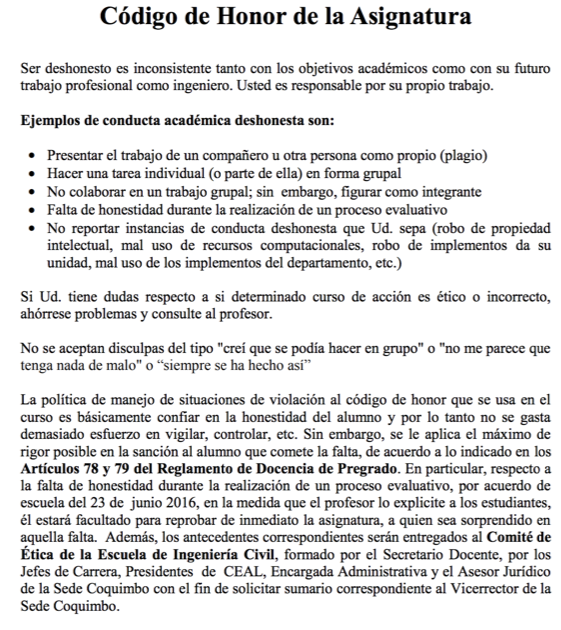 Código de Honor de la Asignatura
Ser deshonesto es inconsistente tanto con los objetivos académicos como con su futuro
trabajo profesional como ingeniero. Usted es responsable por su propio trabajo.
Ejemplos de conducta académica deshonesta son:
• Presentar el trabajo de un compañero u otra persona como propio (plagio)
• Hacer una tarea individual (o parte de ella) en forma grupal
• No colaborar en un trabajo grupal; sin embargo, figurar como integrante
• Falta de honestidad durante la realización de un proceso evaluativo
• No reportar instancias de conducta deshonesta que Ud. sepa (robo de propiedad
intelectual, mal uso de recursos computacionales, robo de implementos da su
unidad, mal uso de los implementos del departamento, etc.)
Si Ud. tiene dudas respecto a si determinado curso de acción es ético o incorrecto,
ahórrese problemas y consulte al profesor.
No se aceptan disculpas del tipo "creí que se podía hacer en grupo" o "no me parece que
tenga nada de malo" o “siempre se ha hecho así”
La política de manejo de situaciones de violación al código de honor que se usa en el
curso es básicamente confiar en la honestidad del alumno y por lo tanto no se gasta
demasiado esfuerzo en vigilar, controlar, etc. Sin embargo, se le aplica el máximo de
rigor posible en la sanción al alumno que comete la falta, de acuerdo a lo indicado en los
Artículos 78 y 79 del Reglamento de Docencia de Pregrado. En particular, respecto a
la falta de honestidad durante la realización de un proceso evaluativo, por acuerdo de
escuela del 23 de junio 2016, en la medida que el profesor lo explicite a los estudiantes,
él estará facultado para reprobar de inmediato la asignatura, a quien sea sorprendido en
aquella falta. Además, los antecedentes correspondientes serán entregados al Comité de
Ética de la Escuela de Ingeniería Civil, formado por el Secretario Docente, por los
Jefes de Carrera, Presidentes de CEAL, Encargada Administrativa y el Asesor Jurídico
de la Sede Coquimbo con el fin de solicitar sumario correspondiente al Vicerrector de la
Sede Coquimbo.